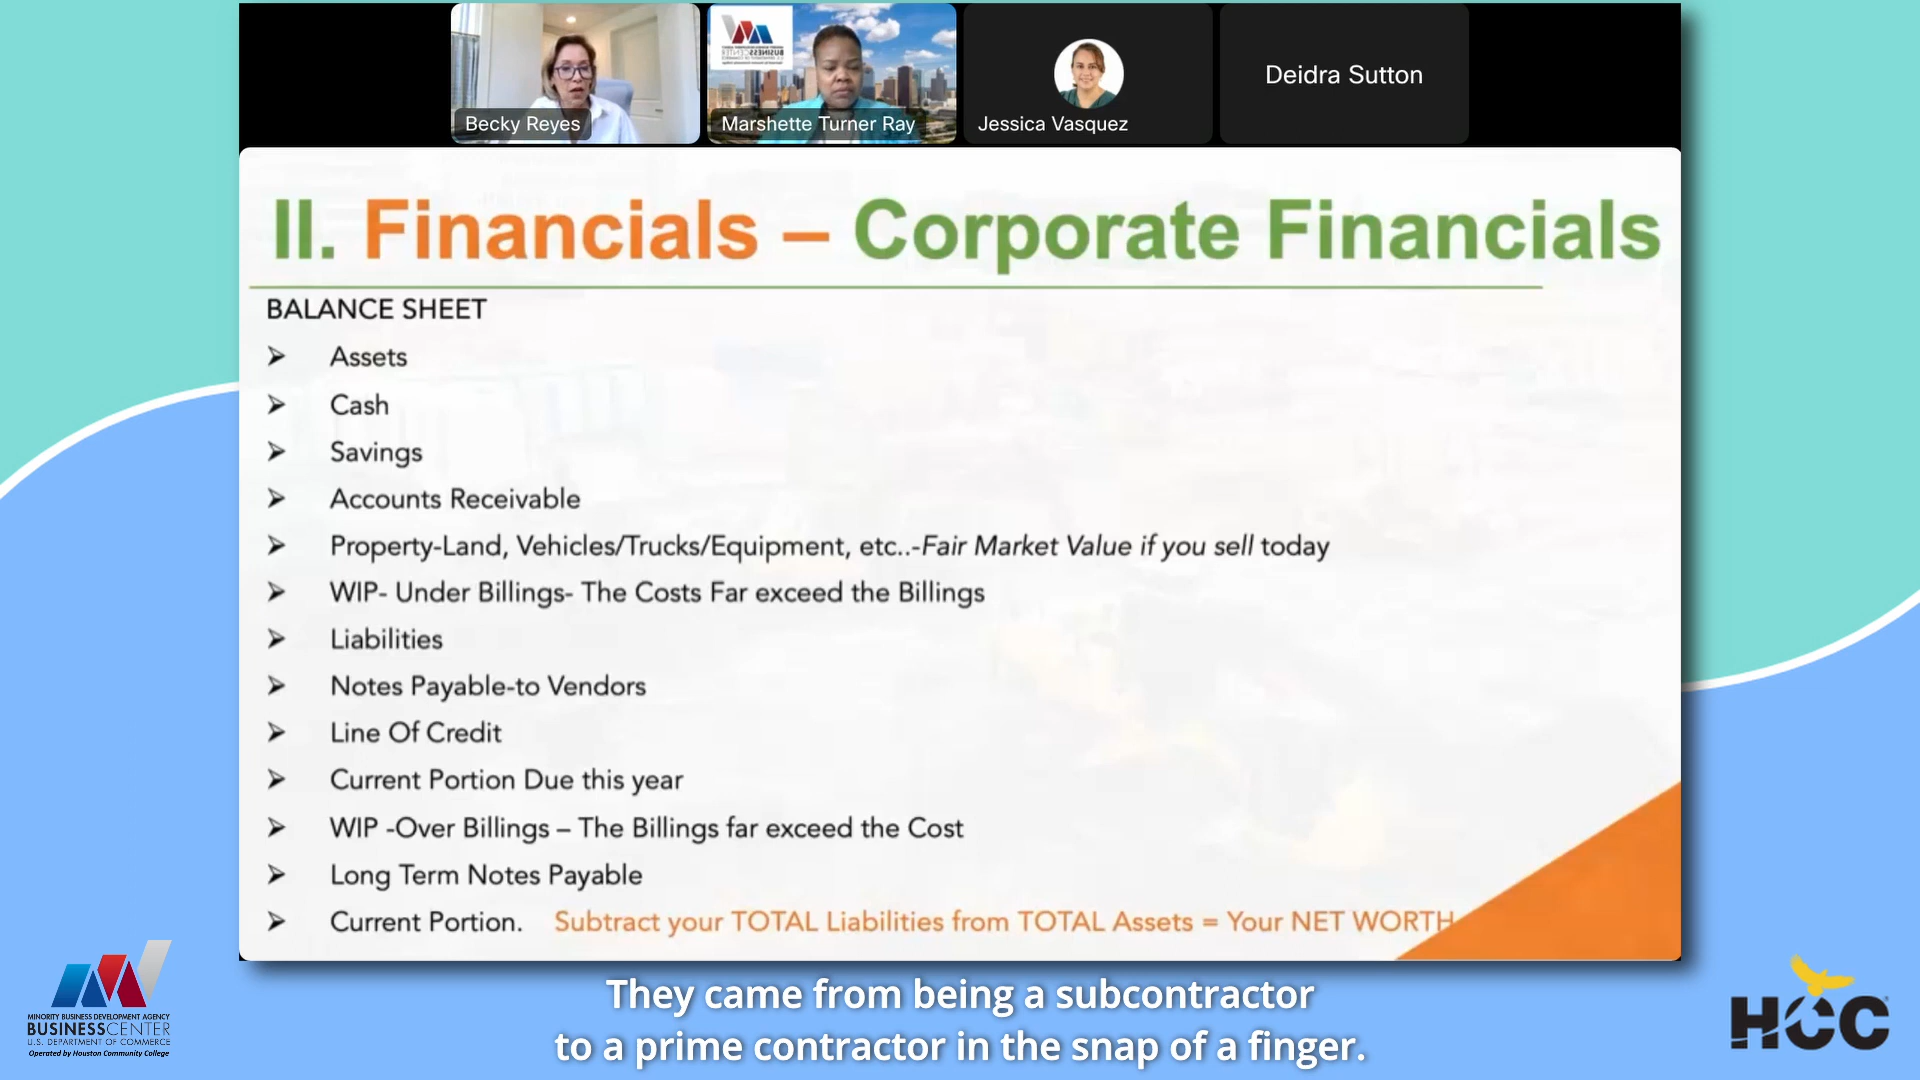 Becky Reyes
Marshette Turner Ray
Jessica Vasquez
Deidra Sutton
II. Financials – Corporate Financials
BALANCE SHEET
➢ Assets
➢ Cash
➢ Savings
➢ Accounts Receivable
➢ Property-Land, Vehicles/Trucks/Equipment, etc..-Fair Market Value if you sell today
➢ WIP- Under Billings- The Costs Far exceed the Billings
➢ Liabilities
➢ Notes Payable-to Vendors
➢ Line Of Credit
➢ Current Portion Due this year
➢ WIP -Over Billings – The Billings far exceed the Cost
➢ Long Term Notes Payable
➢ Current Portion. Subtract your TOTAL Liabilities from TOTAL Assets = Your NET WORTH
They came from being a subcontractor
to a prime contractor in the snap of a finger.
MINORITY BUSINESS DEVELOPMENT AGENCY
BUSINESSCENTER
U.S. DEPARTMENT OF COMMERCE
Operated by Houston Community College
HCC